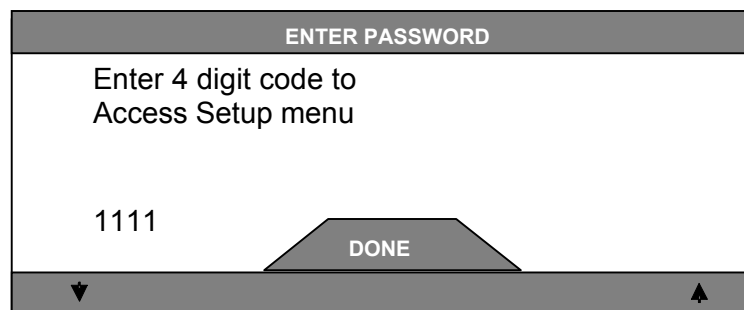 ENTER PASSWORD
Enter 4 digit code to
Access Setup menu
1111
DONE